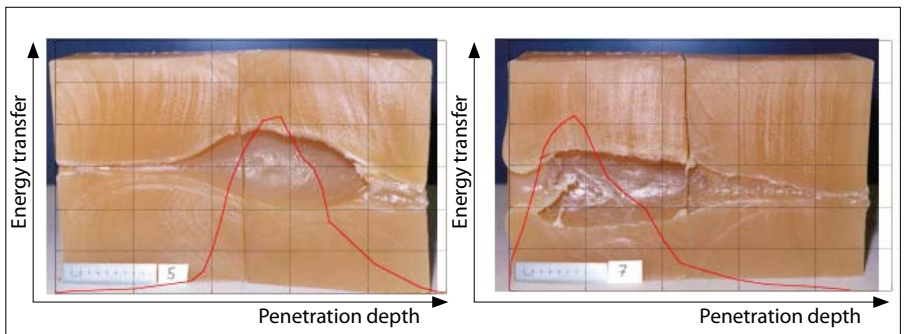 Energy transfer
5
Penetration depth
Energy transfer
7
Penetration depth